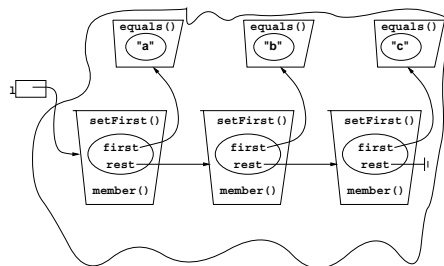 equals() equals() equals()
"a" "b" "c"
l
setFirst() setFirst() setFirst()
first first first
rest rest rest
member() member() member()